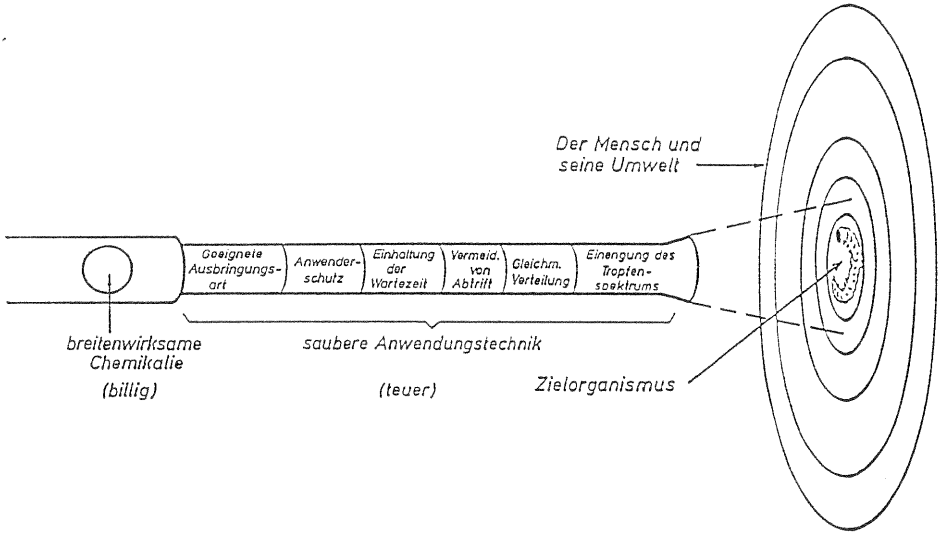 Der Mensch und
seine Umwelt
Geeignete
Ausbringungs-
art
Anwender-
schutz
Einhaltung
der
Wartezeit
Vermeid.
von
Abtrift
Gleichm.
Verteilung
Einengung des
Tropfen-
spektrums
breitenwirksame
Chemikalie
(billig)
saubere Anwendungstechnik
(teuer)
Zielorganismus